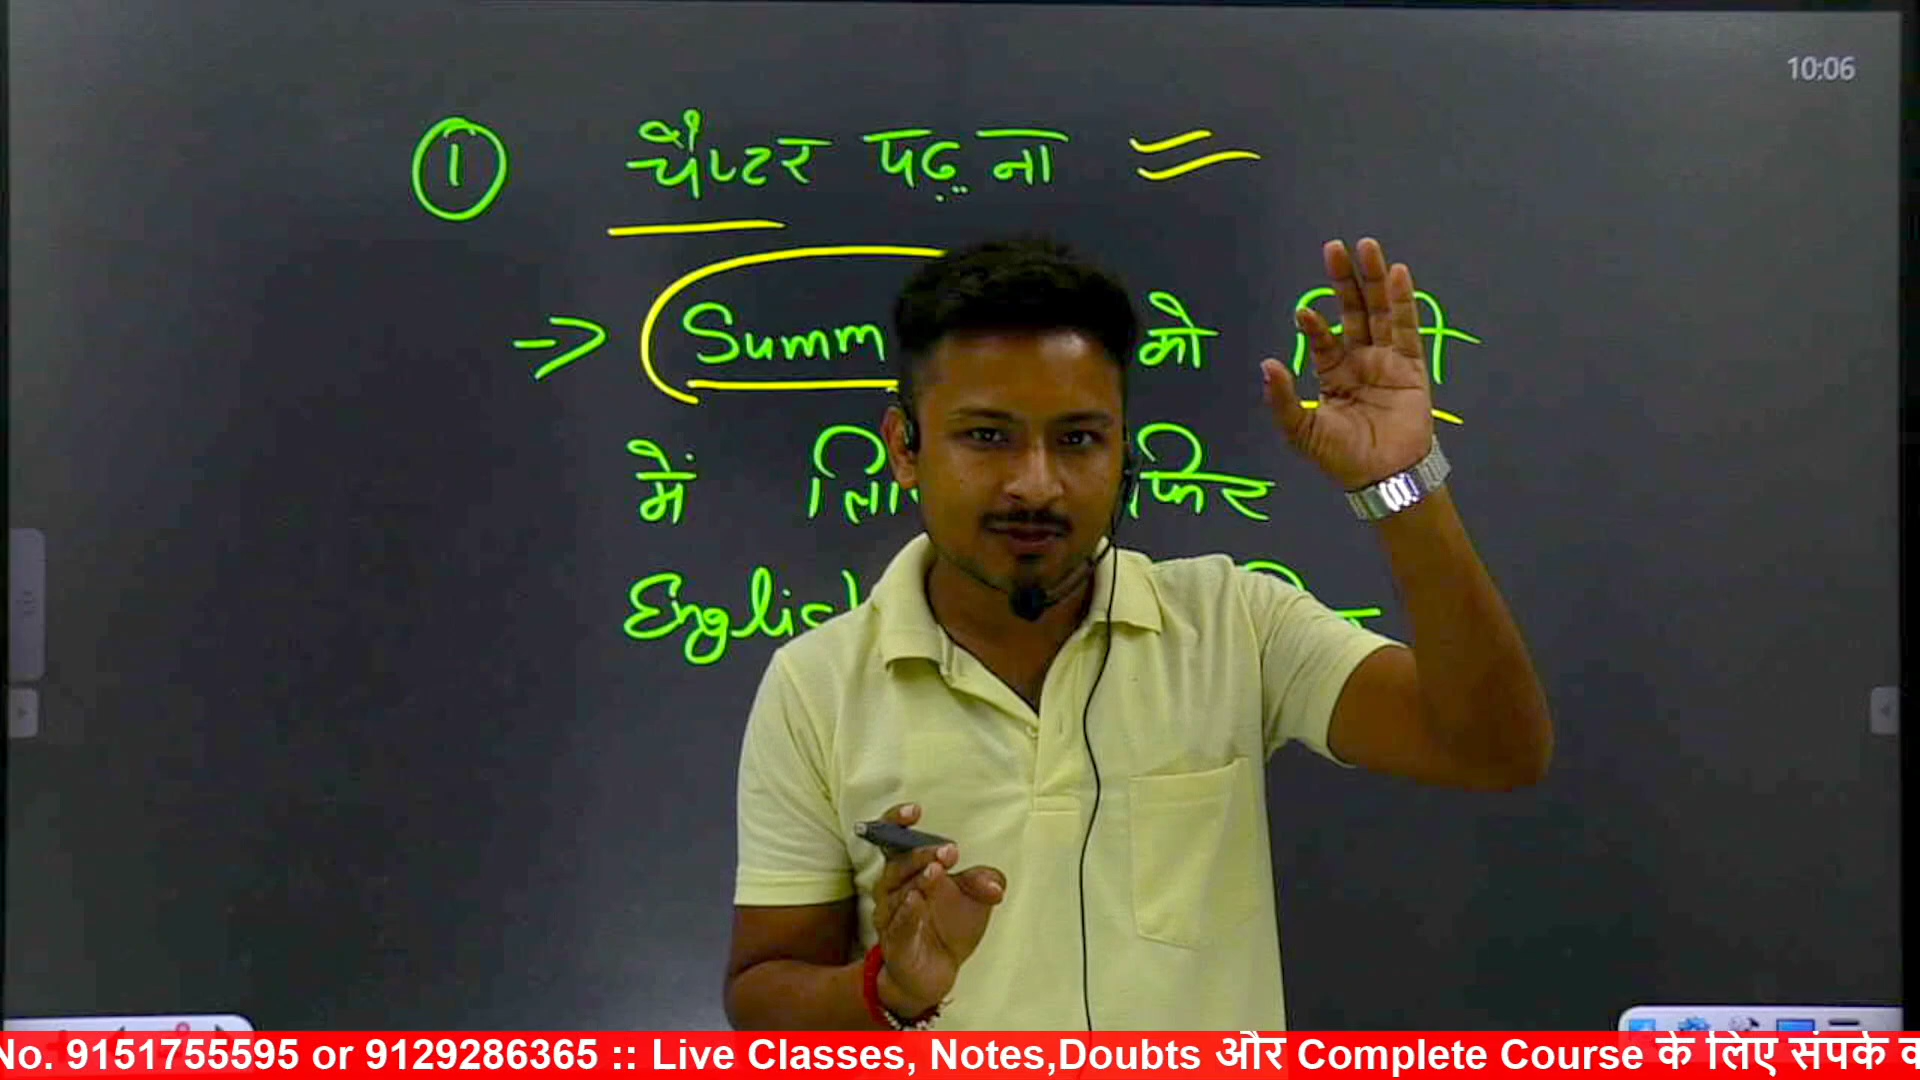 10:06
① चैप्टर पढ़ना
→ Summ को
में फिर
Englis
No. 9151755595 or 9129286365 :: Live Classes, Notes,Doubts और Complete Course के लिए संपर्क